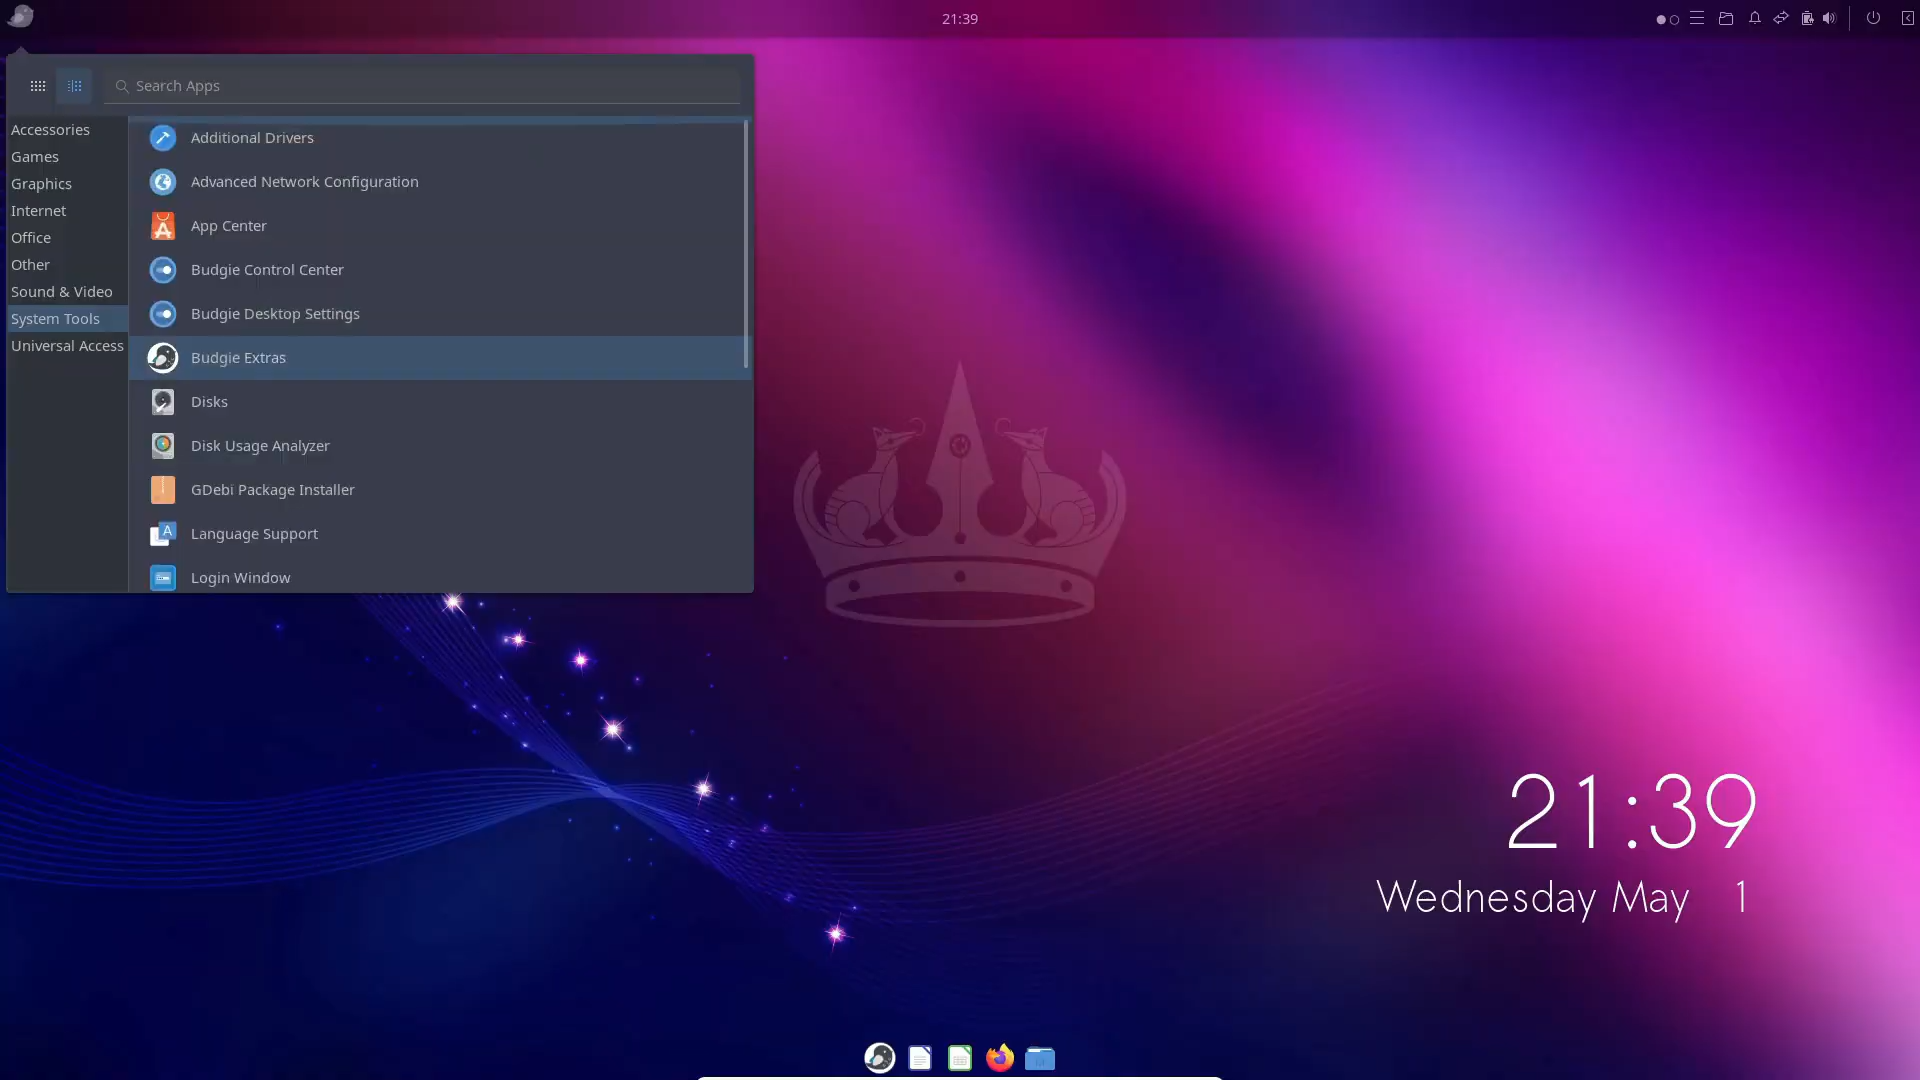 21:39
Search Apps
Accessories
Games
Graphics
Internet
Office
Other
Sound & Video
System Tools
Universal Access
Additional Drivers
Advanced Network Configuration
App Center
Budgie Control Center
Budgie Desktop Settings
Budgie Extras
Disks
Disk Usage Analyzer
GDebi Package Installer
Language Support
Login Window
21:39
Wednesday May 1